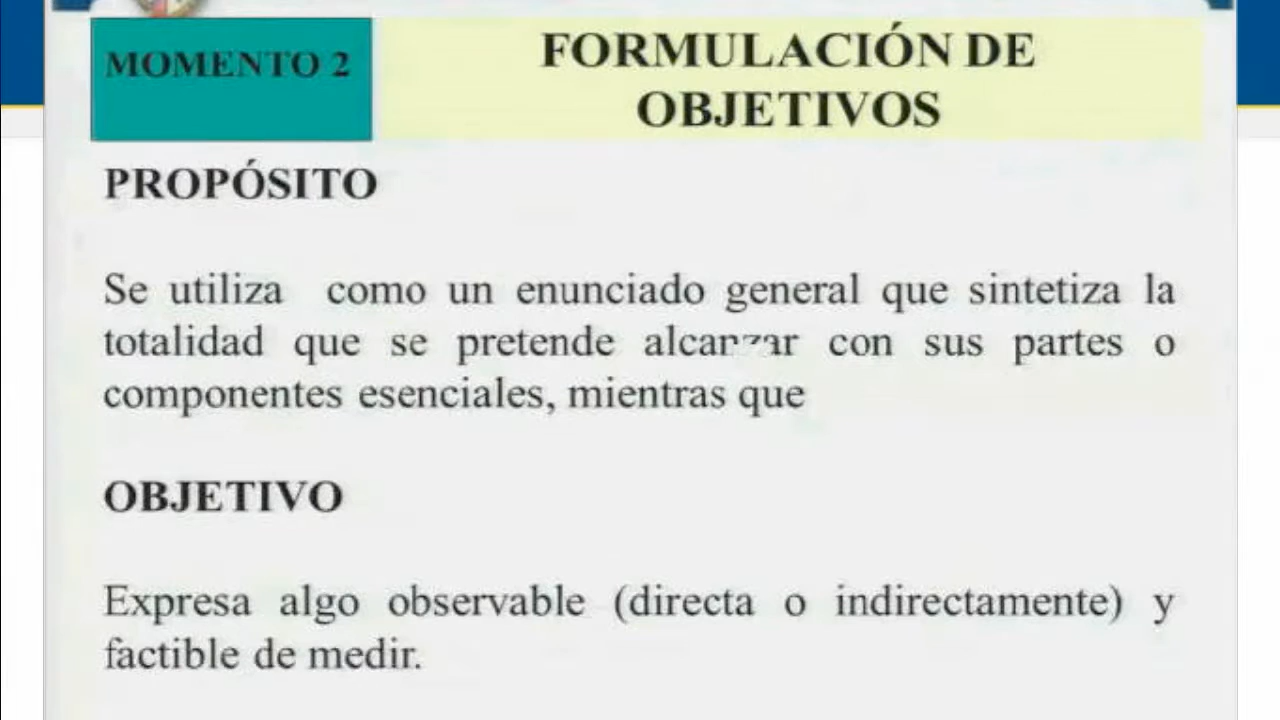 MOMENTO 2
FORMULACIÓN DE
OBJETIVOS
PROPÓSITO
Se utiliza como un enunciado general que sintetiza la
totalidad que se pretende alcanzar con sus partes o
componentes esenciales, mientras que
OBJETIVO
Expresa algo observable (directa o indirectamente) y
factible de medir.